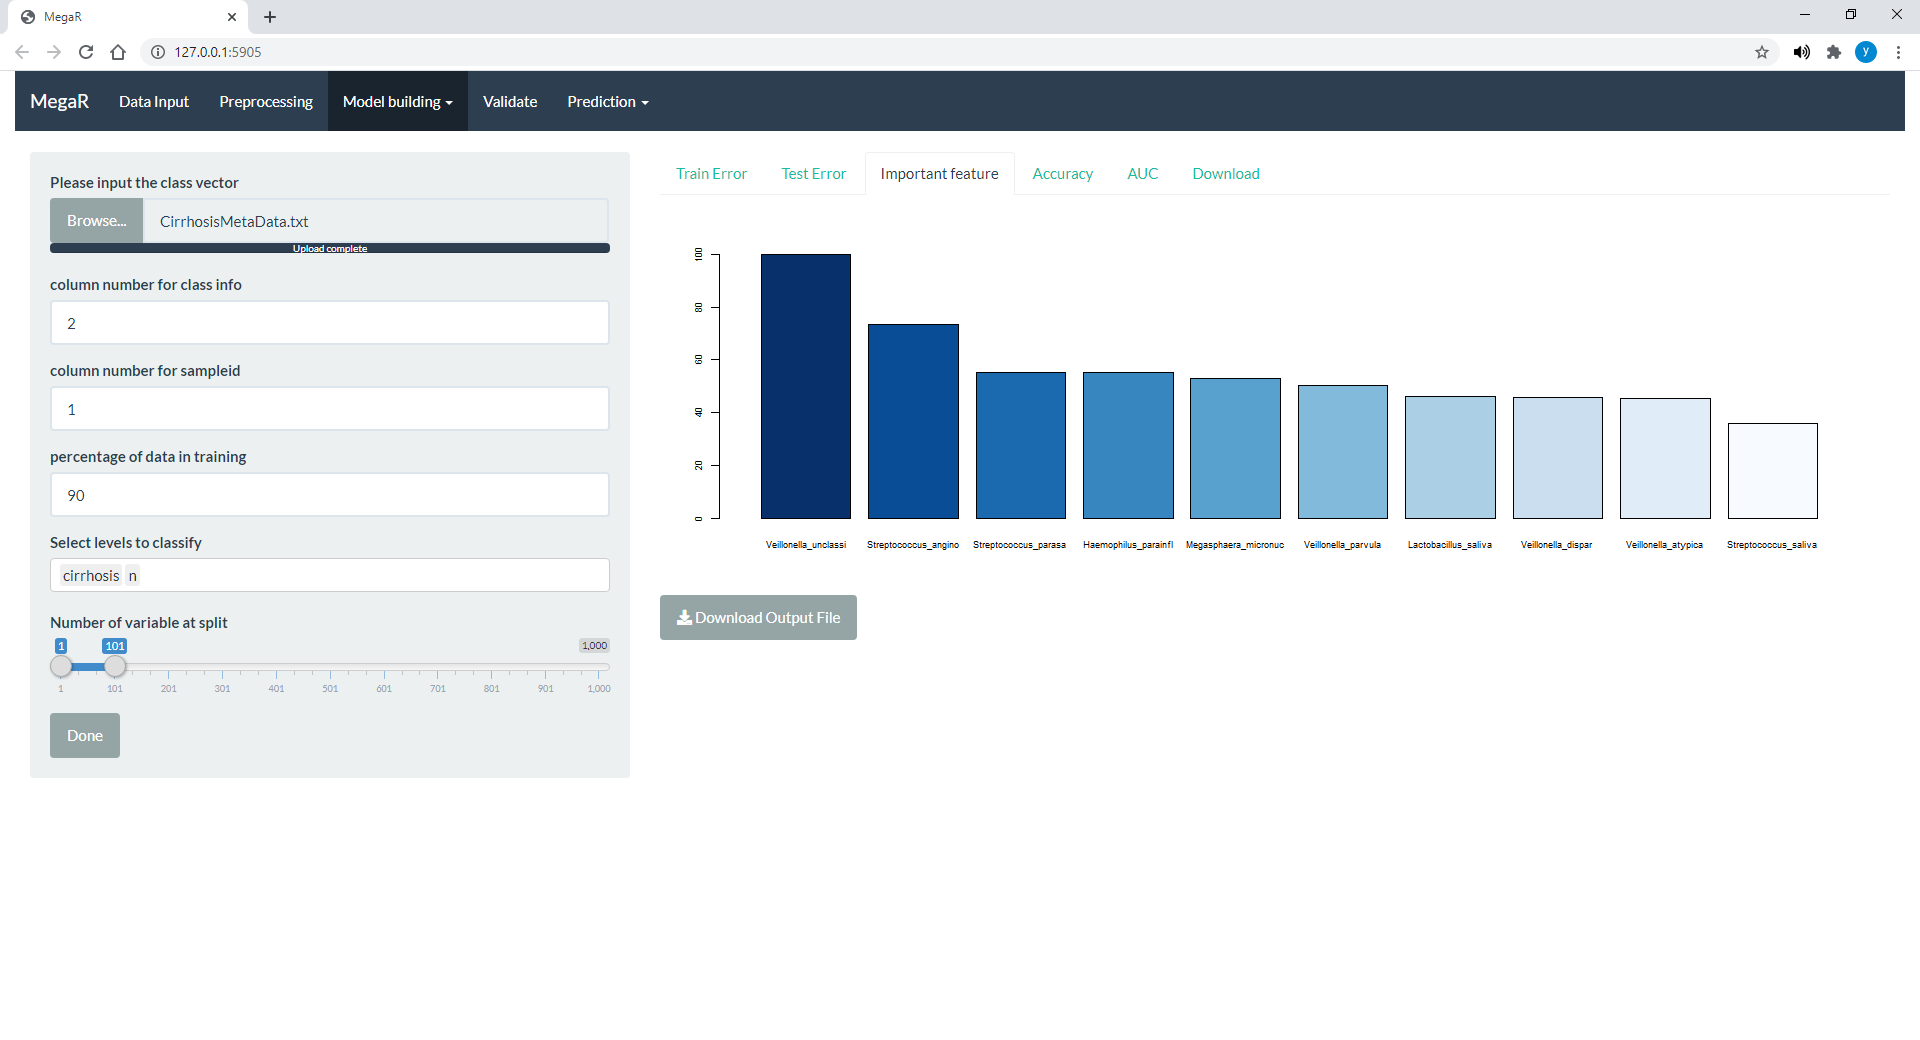 MegaR
127.0.0.1:5905
y
MegaR Data Input Preprocessing Model building Validate Prediction
Please input the class vector
Browse... CirrhosisMetaData.txt
Upload complete
column number for class info
2
column number for sampleid
1
percentage of data in training
90
Select levels to classify
cirrhosis n
Number of variable at split
1 101 1,000
1 101 201 301 401 501 601 701 801 901 1,000
Done
Train Error Test Error Important feature Accuracy AUC Download
100
80
60
40
20
0
Veillonella_unclassi Streptococcus_angino Streptococcus_parasa Haemophilus_parainfl Megasphaera_micronuc Veillonella_parvula Lactobacillus_saliva Veillonella_dispar Veillonella_atypica Streptococcus_saliva
Download Output File